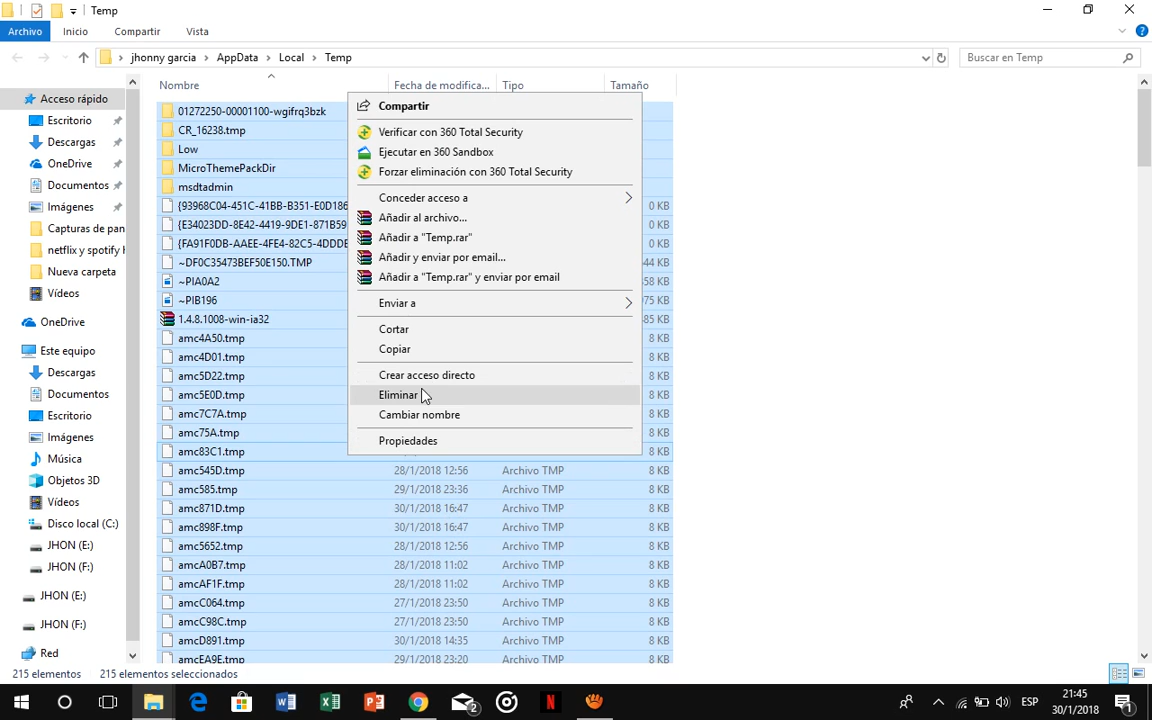 Temp
Archivo
Inicio
Compartir
Vista
jhonny garcia
AppData
Local
Temp
Buscar en Temp
Nombre
Fecha de modifica...
Tipo
Tamaño
Acceso rápido
Escritorio
Descargas
OneDrive
Documentos
Imágenes
Capturas de pan
netflix y spotify h
Nueva carpeta
Vídeos
OneDrive
Este equipo
Descargas
Documentos
Escritorio
Imágenes
Música
Objetos 3D
Vídeos
Disco local (C:)
JHON (E:)
JHON (F:)
JHON (E:)
JHON (F:)
Red
01272250-00001100-wgifrq3bzk
CR_16238.tmp
Low
MicroThemePackDir
msdtadmin
{93968C04-451C-41BB-B351-E0D186 0 KB
{E34023DD-8E42-4419-9DE1-871B59 0 KB
{FA91F0DB-AAEE-4FE4-82C5-4DDDE 0 KB
~DF0C35473BEF50E150.TMP 44 KB
~PIA0A2 58 KB
~PIB196 75 KB
1.4.8.1008-win-ia32 85 KB
amc4A50.tmp 8 KB
amc4D01.tmp 8 KB
amc5D22.tmp 8 KB
amc5E0D.tmp 8 KB
amc7C7A.tmp 8 KB
amc75A.tmp 8 KB
amc83C1.tmp 8 KB
amc545D.tmp 28/1/2018 12:56 Archivo TMP 8 KB
amc585.tmp 29/1/2018 23:36 Archivo TMP 8 KB
amc871D.tmp 30/1/2018 16:47 Archivo TMP 8 KB
amc898F.tmp 30/1/2018 16:47 Archivo TMP 8 KB
amc5652.tmp 28/1/2018 12:56 Archivo TMP 8 KB
amcA0B7.tmp 28/1/2018 11:02 Archivo TMP 8 KB
amcAF1F.tmp 28/1/2018 11:02 Archivo TMP 8 KB
amcC064.tmp 27/1/2018 23:50 Archivo TMP 8 KB
amcC98C.tmp 27/1/2018 23:50 Archivo TMP 8 KB
amcD891.tmp 30/1/2018 14:35 Archivo TMP 8 KB
amcEA9E.tmp 29/1/2018 23:20 Archivo TMP 8 KB
Compartir
Verificar con 360 Total Security
Ejecutar en 360 Sandbox
Forzar eliminación con 360 Total Security
Conceder acceso a
Añadir al archivo...
Añadir a "Temp.rar"
Añadir y enviar por email...
Añadir a "Temp.rar" y enviar por email
Enviar a
Cortar
Copiar
Crear acceso directo
Eliminar
Cambiar nombre
Propiedades
215 elementos
215 elementos seleccionados
2
ESP
21:45
30/1/2018
1